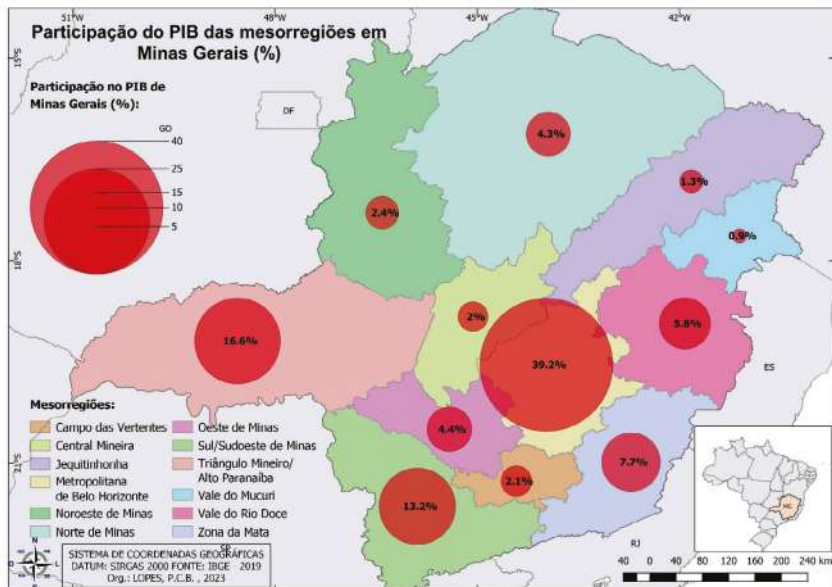 51°W
48°W
45°W
42°W
Participação do PIB das mesorregiões em
Minas Gerais (%)
15°S
18°S
21°S
Participação no PIB de
Minas Gerais (%):
GO
40
25
15
10
5
DF
4.3%
1.3%
2.4%
0.9%
2%
5.8%
16.6%
39.2%
ES
4.4%
7.7%
2.1%
13.2%
Mesorregiões:
Campo das Vertentes
Central Mineira
Jequitinhonha
Metropolitana
de Belo Horizonte
Noroeste de Minas
Norte de Minas
Oeste de Minas
Sul/Sudoeste de Minas
Triângulo Mineiro/
Alto Paranaíba
Vale do Mucuri
Vale do Rio Doce
Zona da Mata
MG
SP
RJ
N
SISTEMA DE COORDENADAS GEOGRÁFICAS
DATUM: SIRGAS 2000 FONTE: IBGE - 2019
Org.: LOPES, P.C.B. , 2023
40 0 40 80 120 160 200 240 km